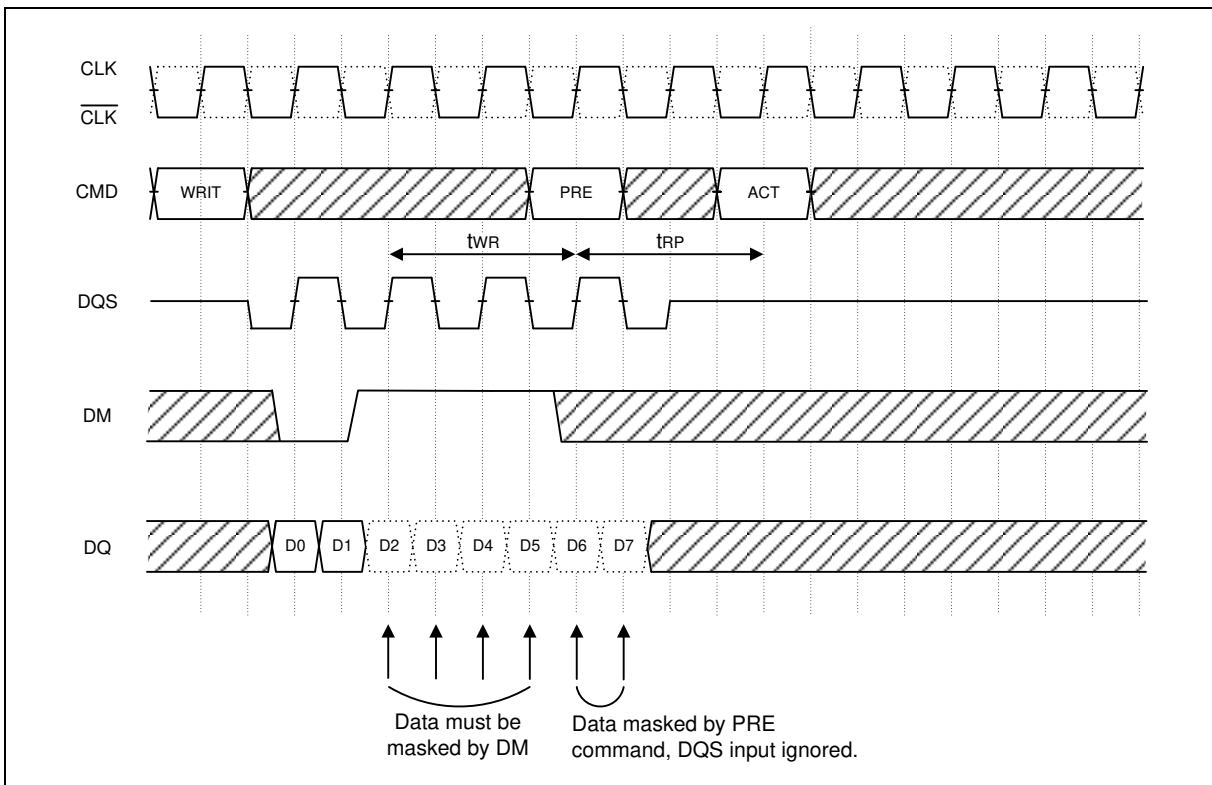 CLK
CLK
CMD
WRIT
PRE
ACT
tWR
tRP
DQS
DM
DQ
D0
D1
D2
D3
D4
D5
D6
D7
Data must be
masked by DM
Data masked by PRE
command, DQS input ignored.